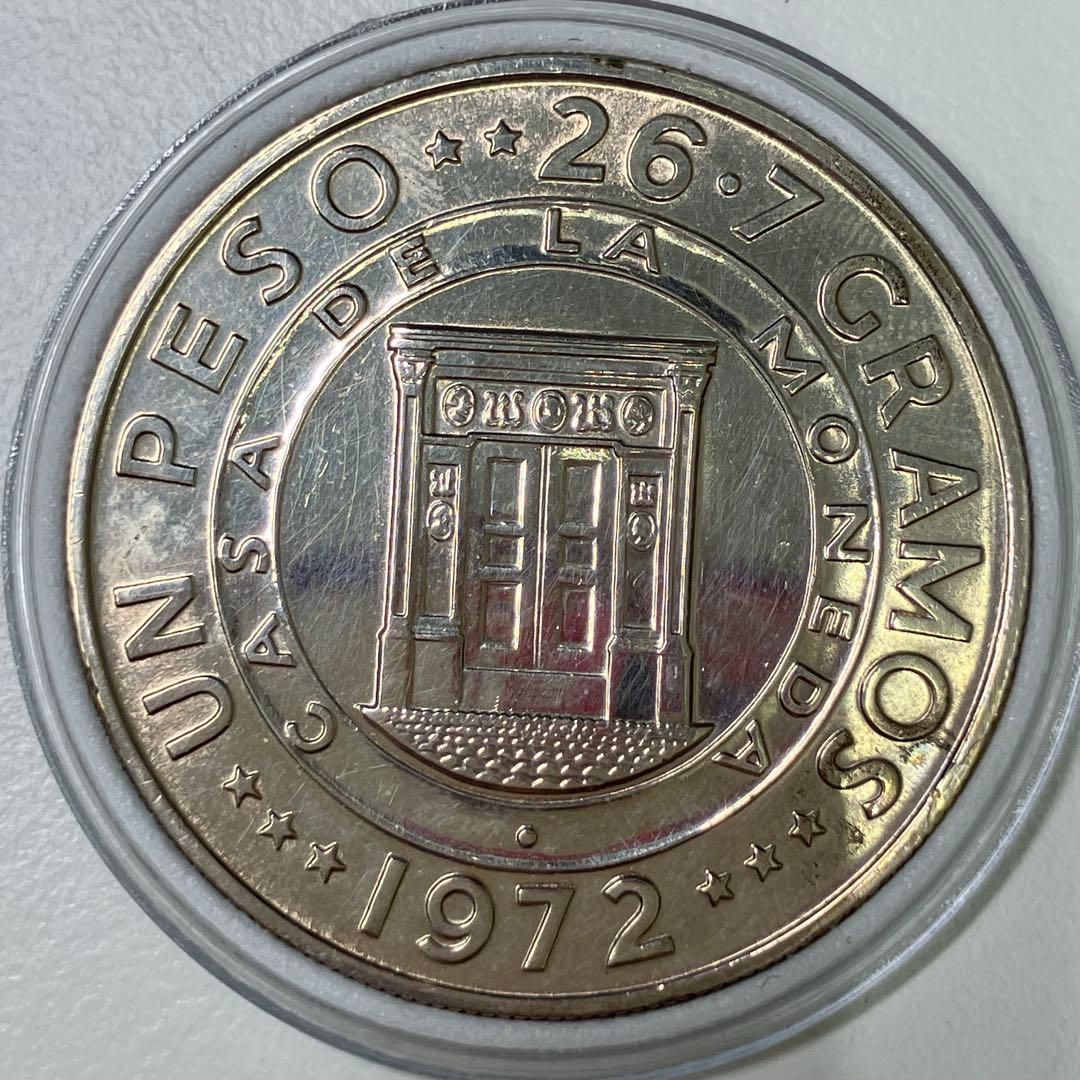 UN PESO ★★ 26·7 GRAMOS
CASA DE LA MONEDA
★★★ 1972 ★★★